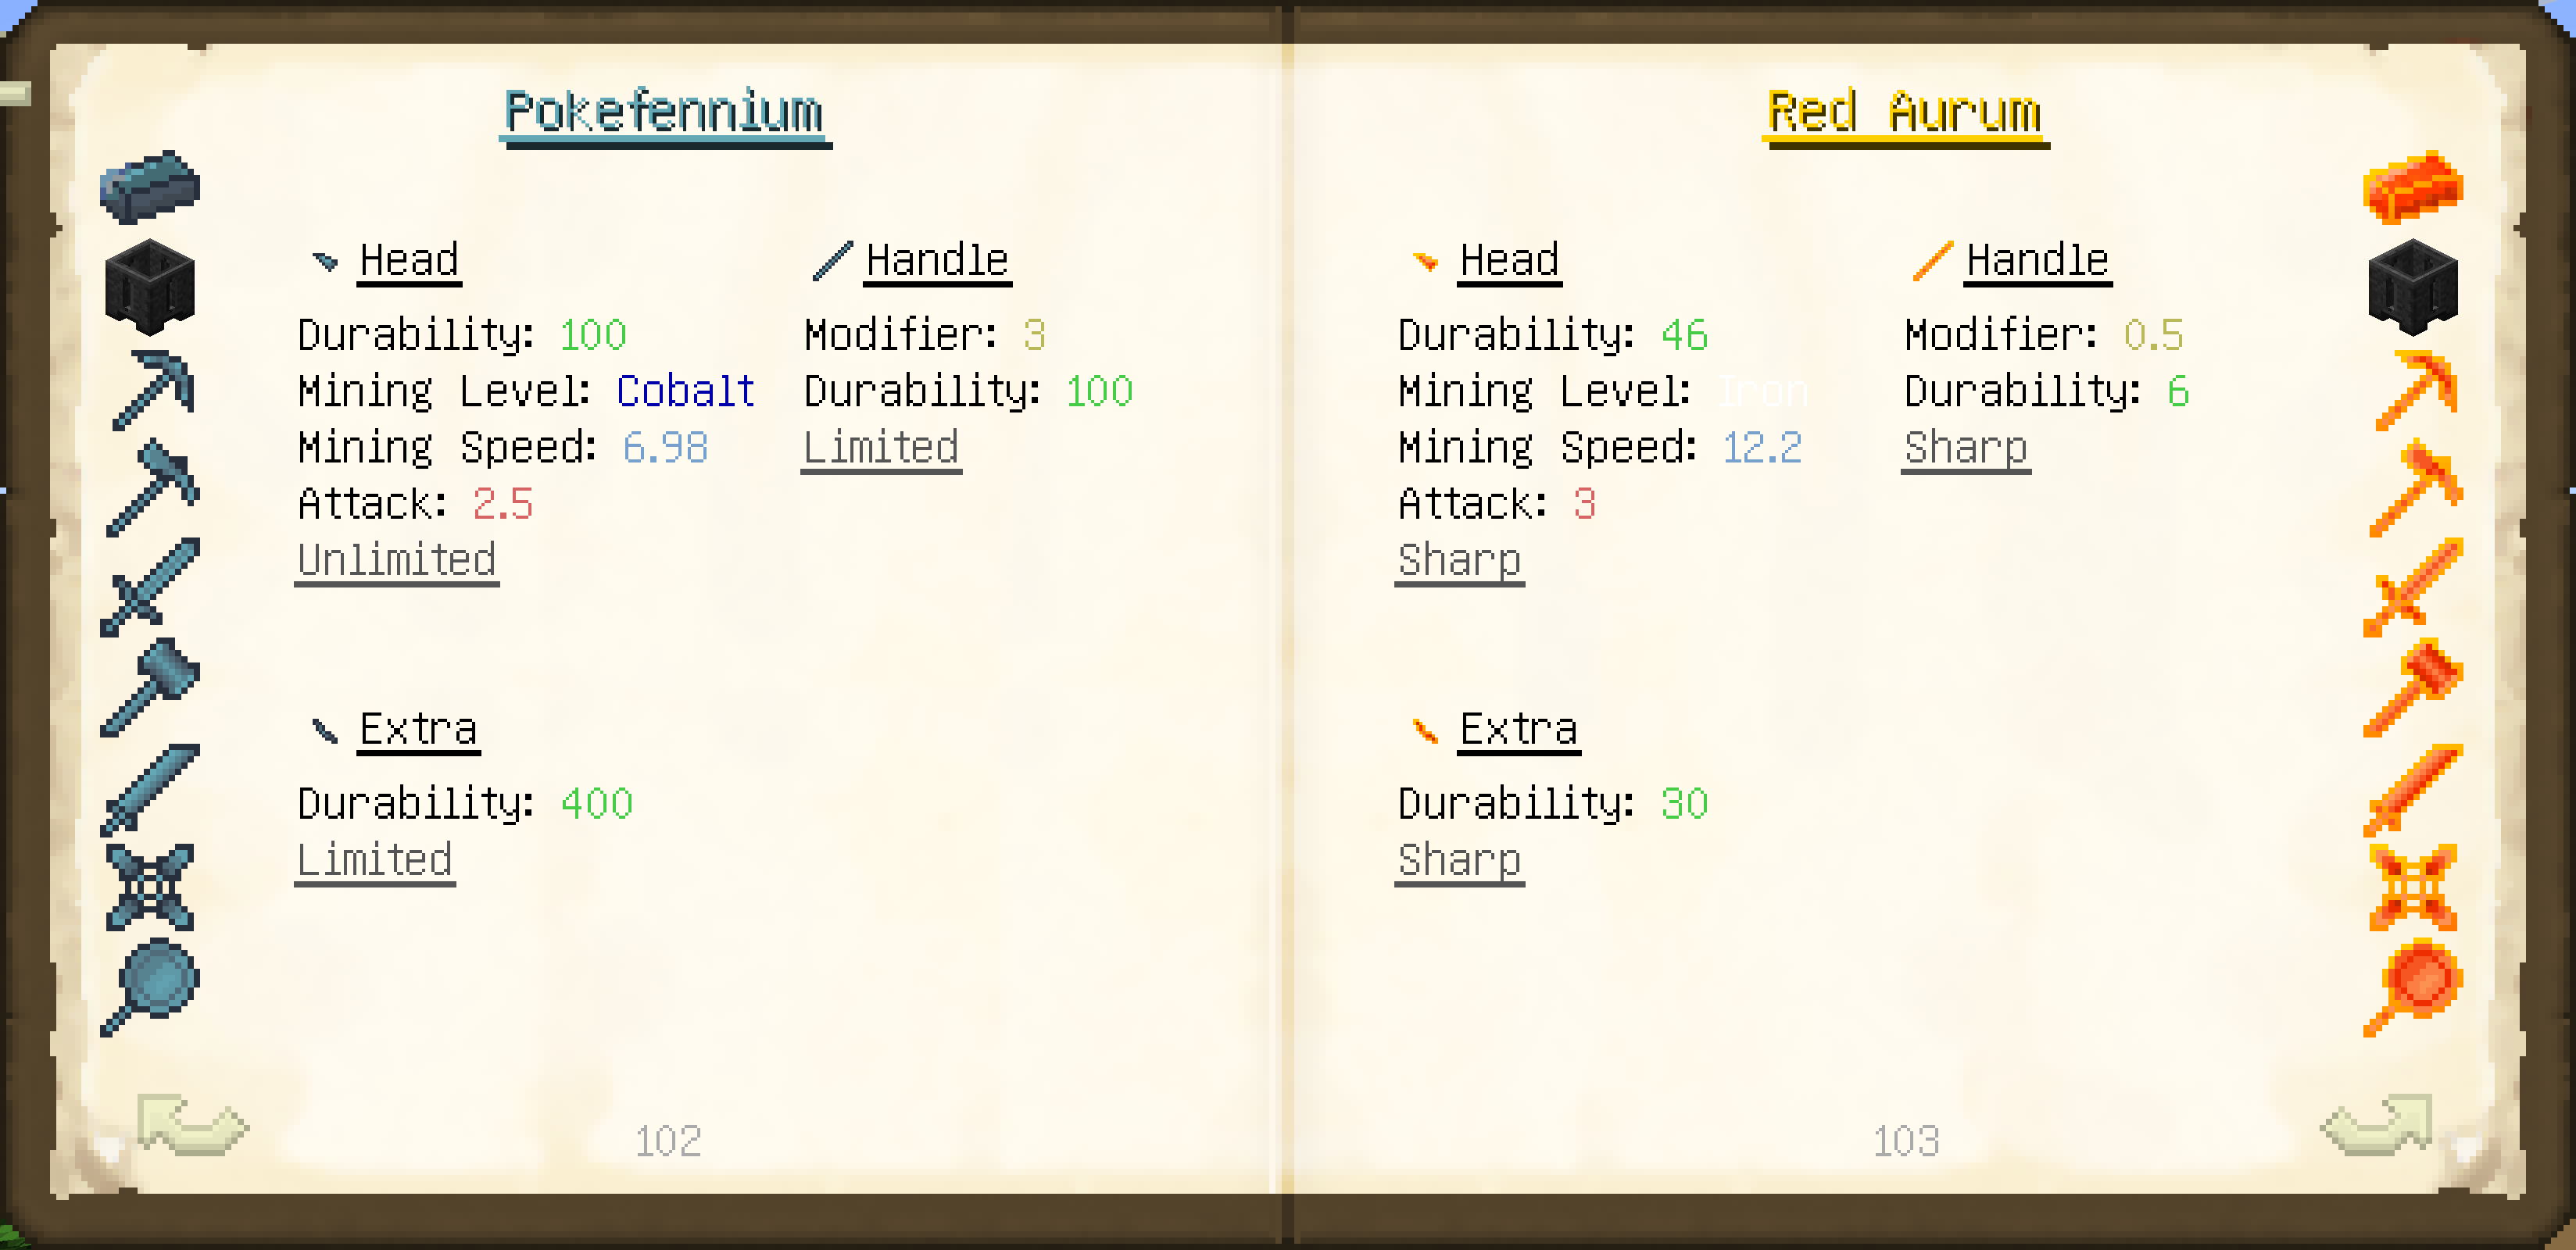 Pokefennium
Head
Durability: 100
Mining Level: Cobalt
Mining Speed: 6.98
Attack: 2.5
Unlimited
Handle
Modifier: 3
Durability: 100
Limited
Extra
Durability: 400
Limited
102
Red Aurum
Head
Durability: 46
Mining Level: Iron
Mining Speed: 12.2
Attack: 3
Sharp
Handle
Modifier: 0.5
Durability: 6
Sharp
Extra
Durability: 30
Sharp
103